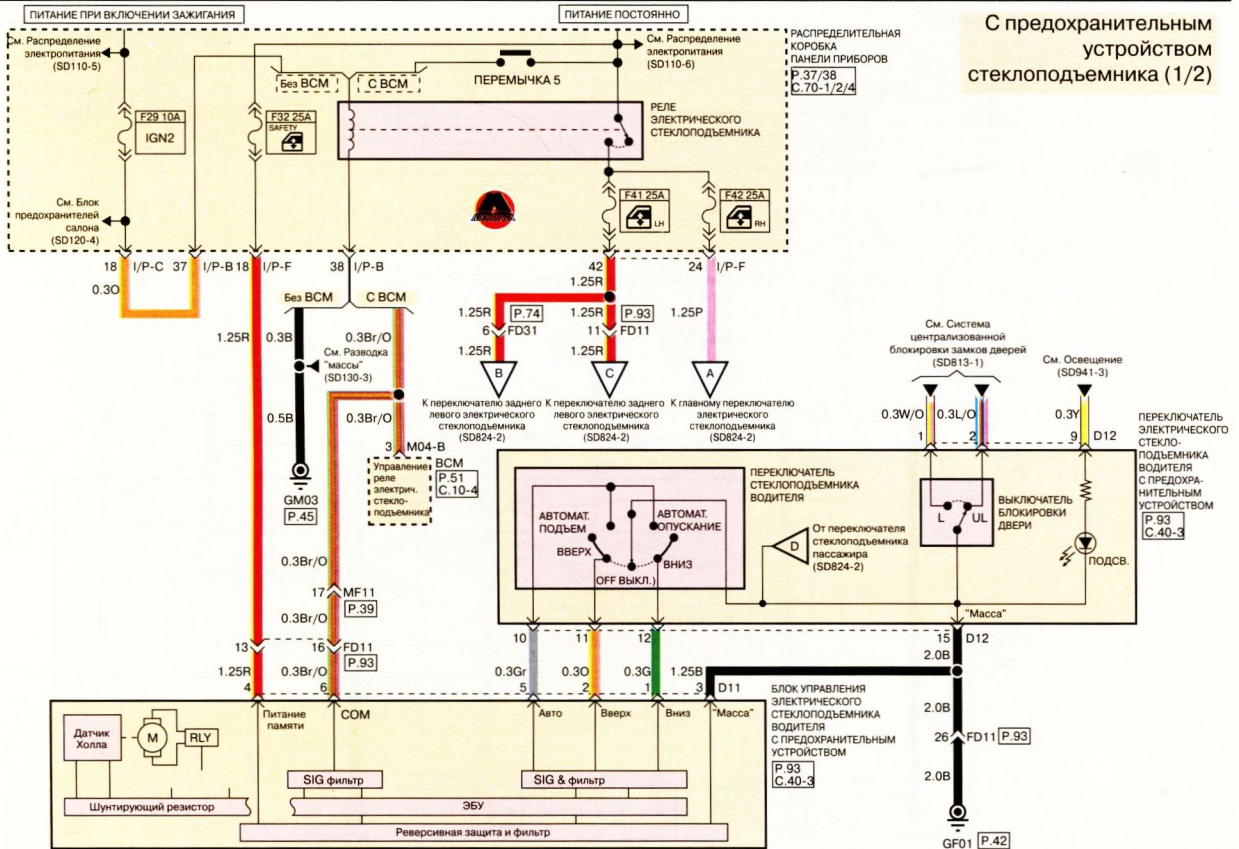 ПИТАНИЕ ПРИ ВКЛЮЧЕНИИ ЗАЖИГАНИЯ
ПИТАНИЕ ПОСТОЯННО
С предохранительным
устройством
стеклоподъемника (1/2)
См. Распределение
электропитания
(SD110-5)
См. Распределение
электропитания
(SD110-6)
РАСПРЕДЕЛИТЕЛЬНАЯ
КОРОБКА
ПАНЕЛИ ПРИБОРОВ
P.37/38
C.70-1/2/4
Без BCM
С BCM
ПЕРЕМЫЧКА 5
РЕЛЕ
ЭЛЕКТРИЧЕСКОГО
СТЕКЛОПОДЪЕМНИКА
F29 10A
IGN2
F32 25A
SAFETY
F41 25A
LH
F42 25A
RH
См. Блок
предохранителей
салона
(SD120-4)
18 I/P-C
37 I/P-B
18 I/P-F
38 I/P-B
42
24 I/P-F
0.3O
1.25R
Без BCM
С BCM
0.3B
0.3Br/O
См. Разводка
"массы"
(SD130-3)
0.5B
0.3Br/O
GM03
P.45
3 M04-B
Управление
реле
электрич.
стекло-
подъемника
BCM
P.51
C.10-4
1.25R
1.25R
P.74
1.25R
P.93
1.25P
6 FD31
11 FD11
1.25R
1.25R
B
C
A
К переключателю заднего
левого электрического
стеклоподъемника
(SD824-2)
К переключателю заднего
левого электрического
стеклоподъемника
(SD824-2)
К главному переключателю
электрического
стеклоподъемника
(SD824-2)
См. Система
централизованной
блокировки замков дверей
(SD813-1)
См. Освещение
(SD941-3)
0.3W/O
0.3L/O
0.3Y
1
2
9 D12
ПЕРЕКЛЮЧАТЕЛЬ
ЭЛЕКТРИЧЕСКОГО
СТЕКЛО-
ПОДЪЕМНИКА
ВОДИТЕЛЯ
С ПРЕДОХРА-
НИТЕЛЬНЫМ
УСТРОЙСТВОМ
P.93
C.40-3
ПЕРЕКЛЮЧАТЕЛЬ
СТЕКЛОПОДЪЕМНИКА
ВОДИТЕЛЯ
АВТОМАТ.
ПОДЪЕМ
АВТОМАТ.
ОПУСКАНИЕ
ВВЕРХ
ВНИЗ
OFF ВЫКЛ.)
D
От переключателя
стеклоподъемника
пассажира
(SD824-2)
L
UL
ВЫКЛЮЧАТЕЛЬ
БЛОКИРОВКИ
ДВЕРИ
ПОДСВ.
"Масса"
0.3Br/O
17 MF11
P.39
0.3Br/O
13
16 FD11
P.93
1.25R
0.3Br/O
4
6
10
11
12
15 D12
0.3Gr
0.3O
0.3G
1.25B
2.0B
5
2
1
3 D11
2.0B
26 FD11 P.93
2.0B
GF01 P.42
БЛОК УПРАВЛЕНИЯ
ЭЛЕКТРИЧЕСКОГО
СТЕКЛОПОДЪЕМНИКА
ВОДИТЕЛЯ
С ПРЕДОХРАНИТЕЛЬНЫМ
УСТРОЙСТВОМ
P.93
C.40-3
Питание
памяти
COM
Авто
Вверх
Вниз
"Масса"
Датчик
Холла
M
RLY
SIG фильтр
SIG & фильтр
Шунтирующий резистор
ЭБУ
Реверсивная защита и фильтр